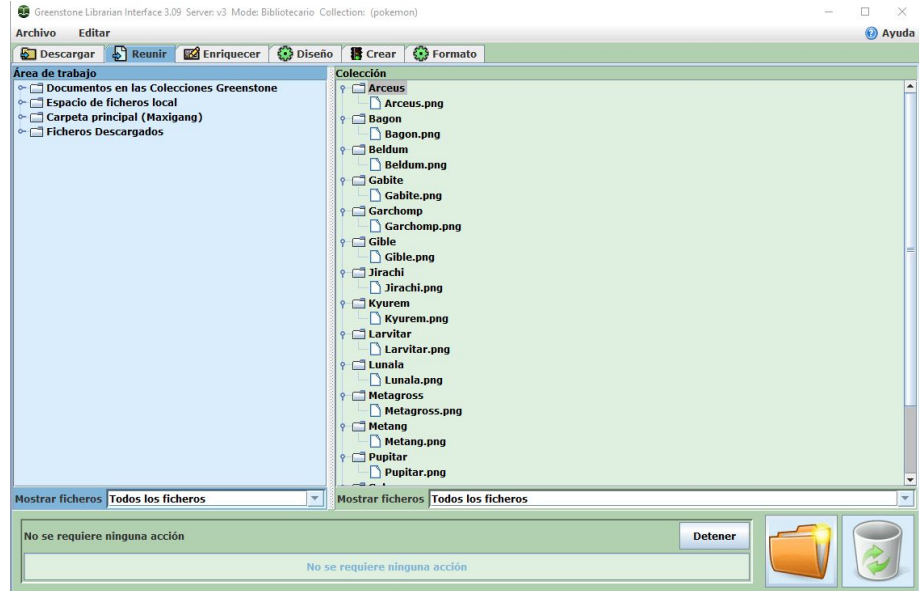 Greenstone Librarian Interface 3.09 Server: v3 Mode: Bibliotecario Collection: (pokemon)
Archivo Editar Ayuda
Descargar Reunir Enriquecer Diseño Crear Formato
Área de trabajo
Documentos en las Colecciones Greenstone
Espacio de ficheros local
Carpeta principal (Maxigang)
Ficheros Descargados
Colección
Arceus
Arceus.png
Bagon
Bagon.png
Beldum
Beldum.png
Gabite
Gabite.png
Garchomp
Garchomp.png
Gible
Gible.png
Jirachi
Jirachi.png
Kyurem
Kyurem.png
Larvitar
Larvitar.png
Lunala
Lunala.png
Metagross
Metagross.png
Metang
Metang.png
Pupitar
Pupitar.png
Mostrar ficheros Todos los ficheros
Mostrar ficheros Todos los ficheros
No se requiere ninguna acción
Detener
No se requiere ninguna acción